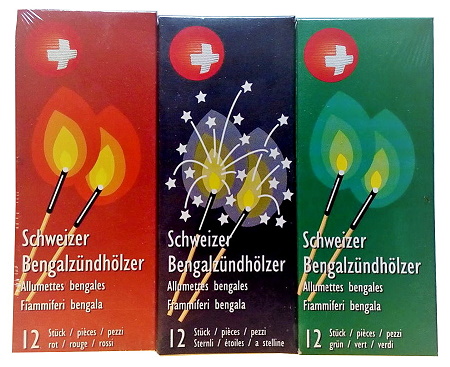 Schweizer
Bengalzündhölzer
Allumettes bengales
Fiammiferi bengala
12 Stück / pièces / pezzi
rot / rouge / rossi
Schweizer
Bengalzündhölzer
Allumettes bengales
Fiammiferi bengala
12 Stück / pièces / pezzi
Sternli / étoiles / a stelline
Schweizer
Bengalzündhölzer
Allumettes bengales
Fiammiferi bengala
12 Stück / pièces / pezzi
grün / vert / verdi